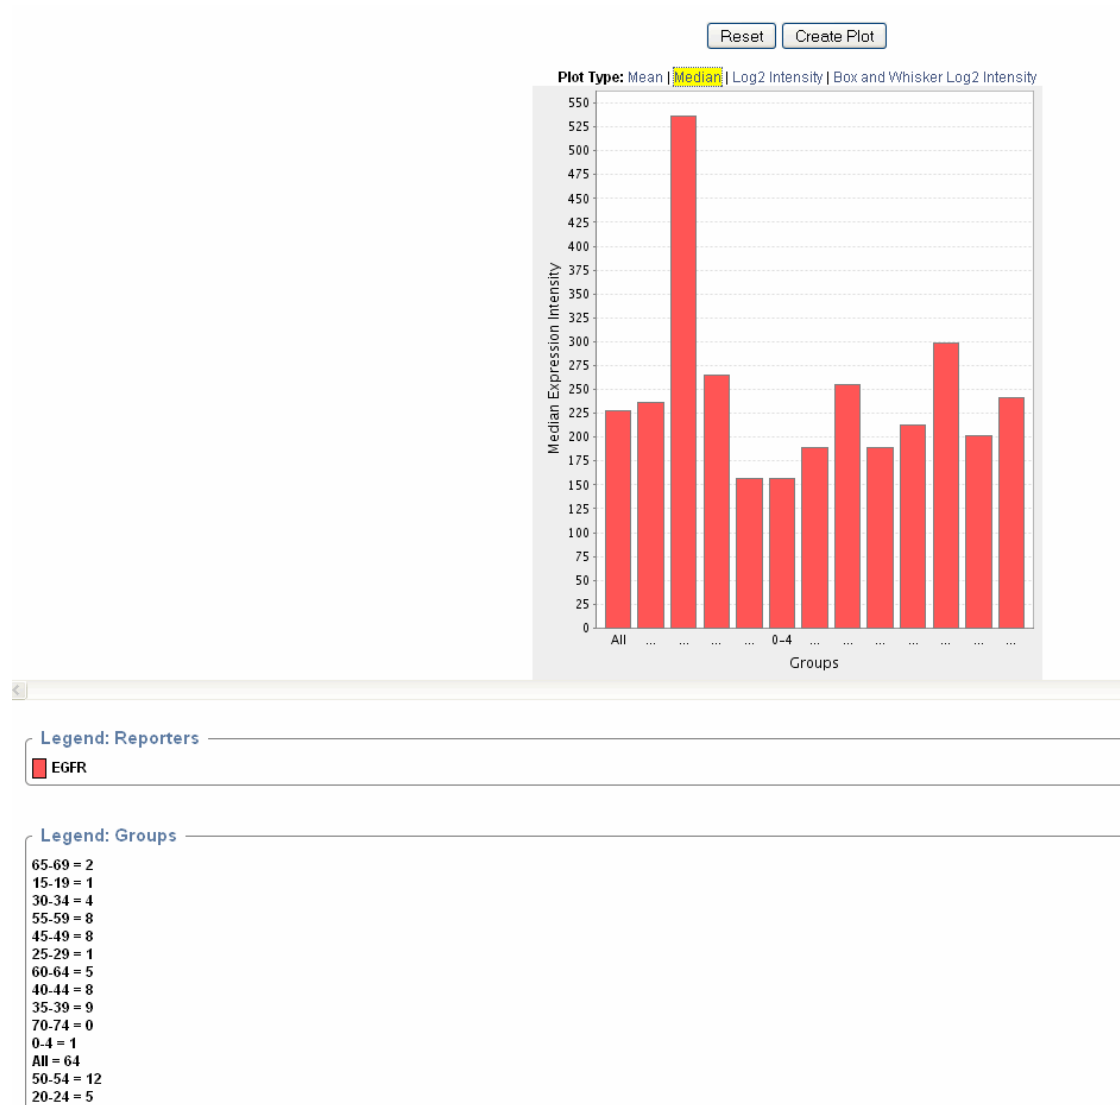 Reset Create Plot
Plot Type: Mean | Median | Log2 Intensity | Box and Whisker Log2 Intensity
550
525
500
475
450
425
400
375
350
325
300
275
250
225
200
175
150
125
100
75
50
25
0
Median Expression Intensity
All ... ... ... ... 0-4 ... ... ... ... ... ... ...
Groups
Legend: Reporters
EGFR
Legend: Groups
65-69 = 2
15-19 = 1
30-34 = 4
55-59 = 8
45-49 = 8
25-29 = 1
60-64 = 5
40-44 = 8
35-39 = 9
70-74 = 0
0-4 = 1
All = 64
50-54 = 12
20-24 = 5